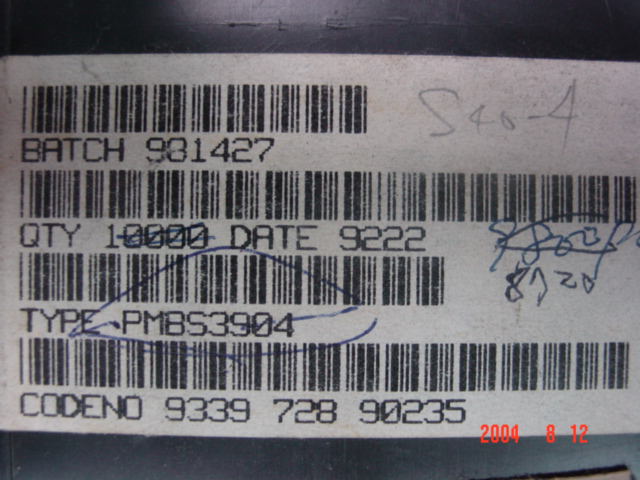 S40-4
BATCH 981427
QTY 10000 DATE 9222
8720
TYPE PMBS3904
CODENO 9339 728 90235
2004 8 12